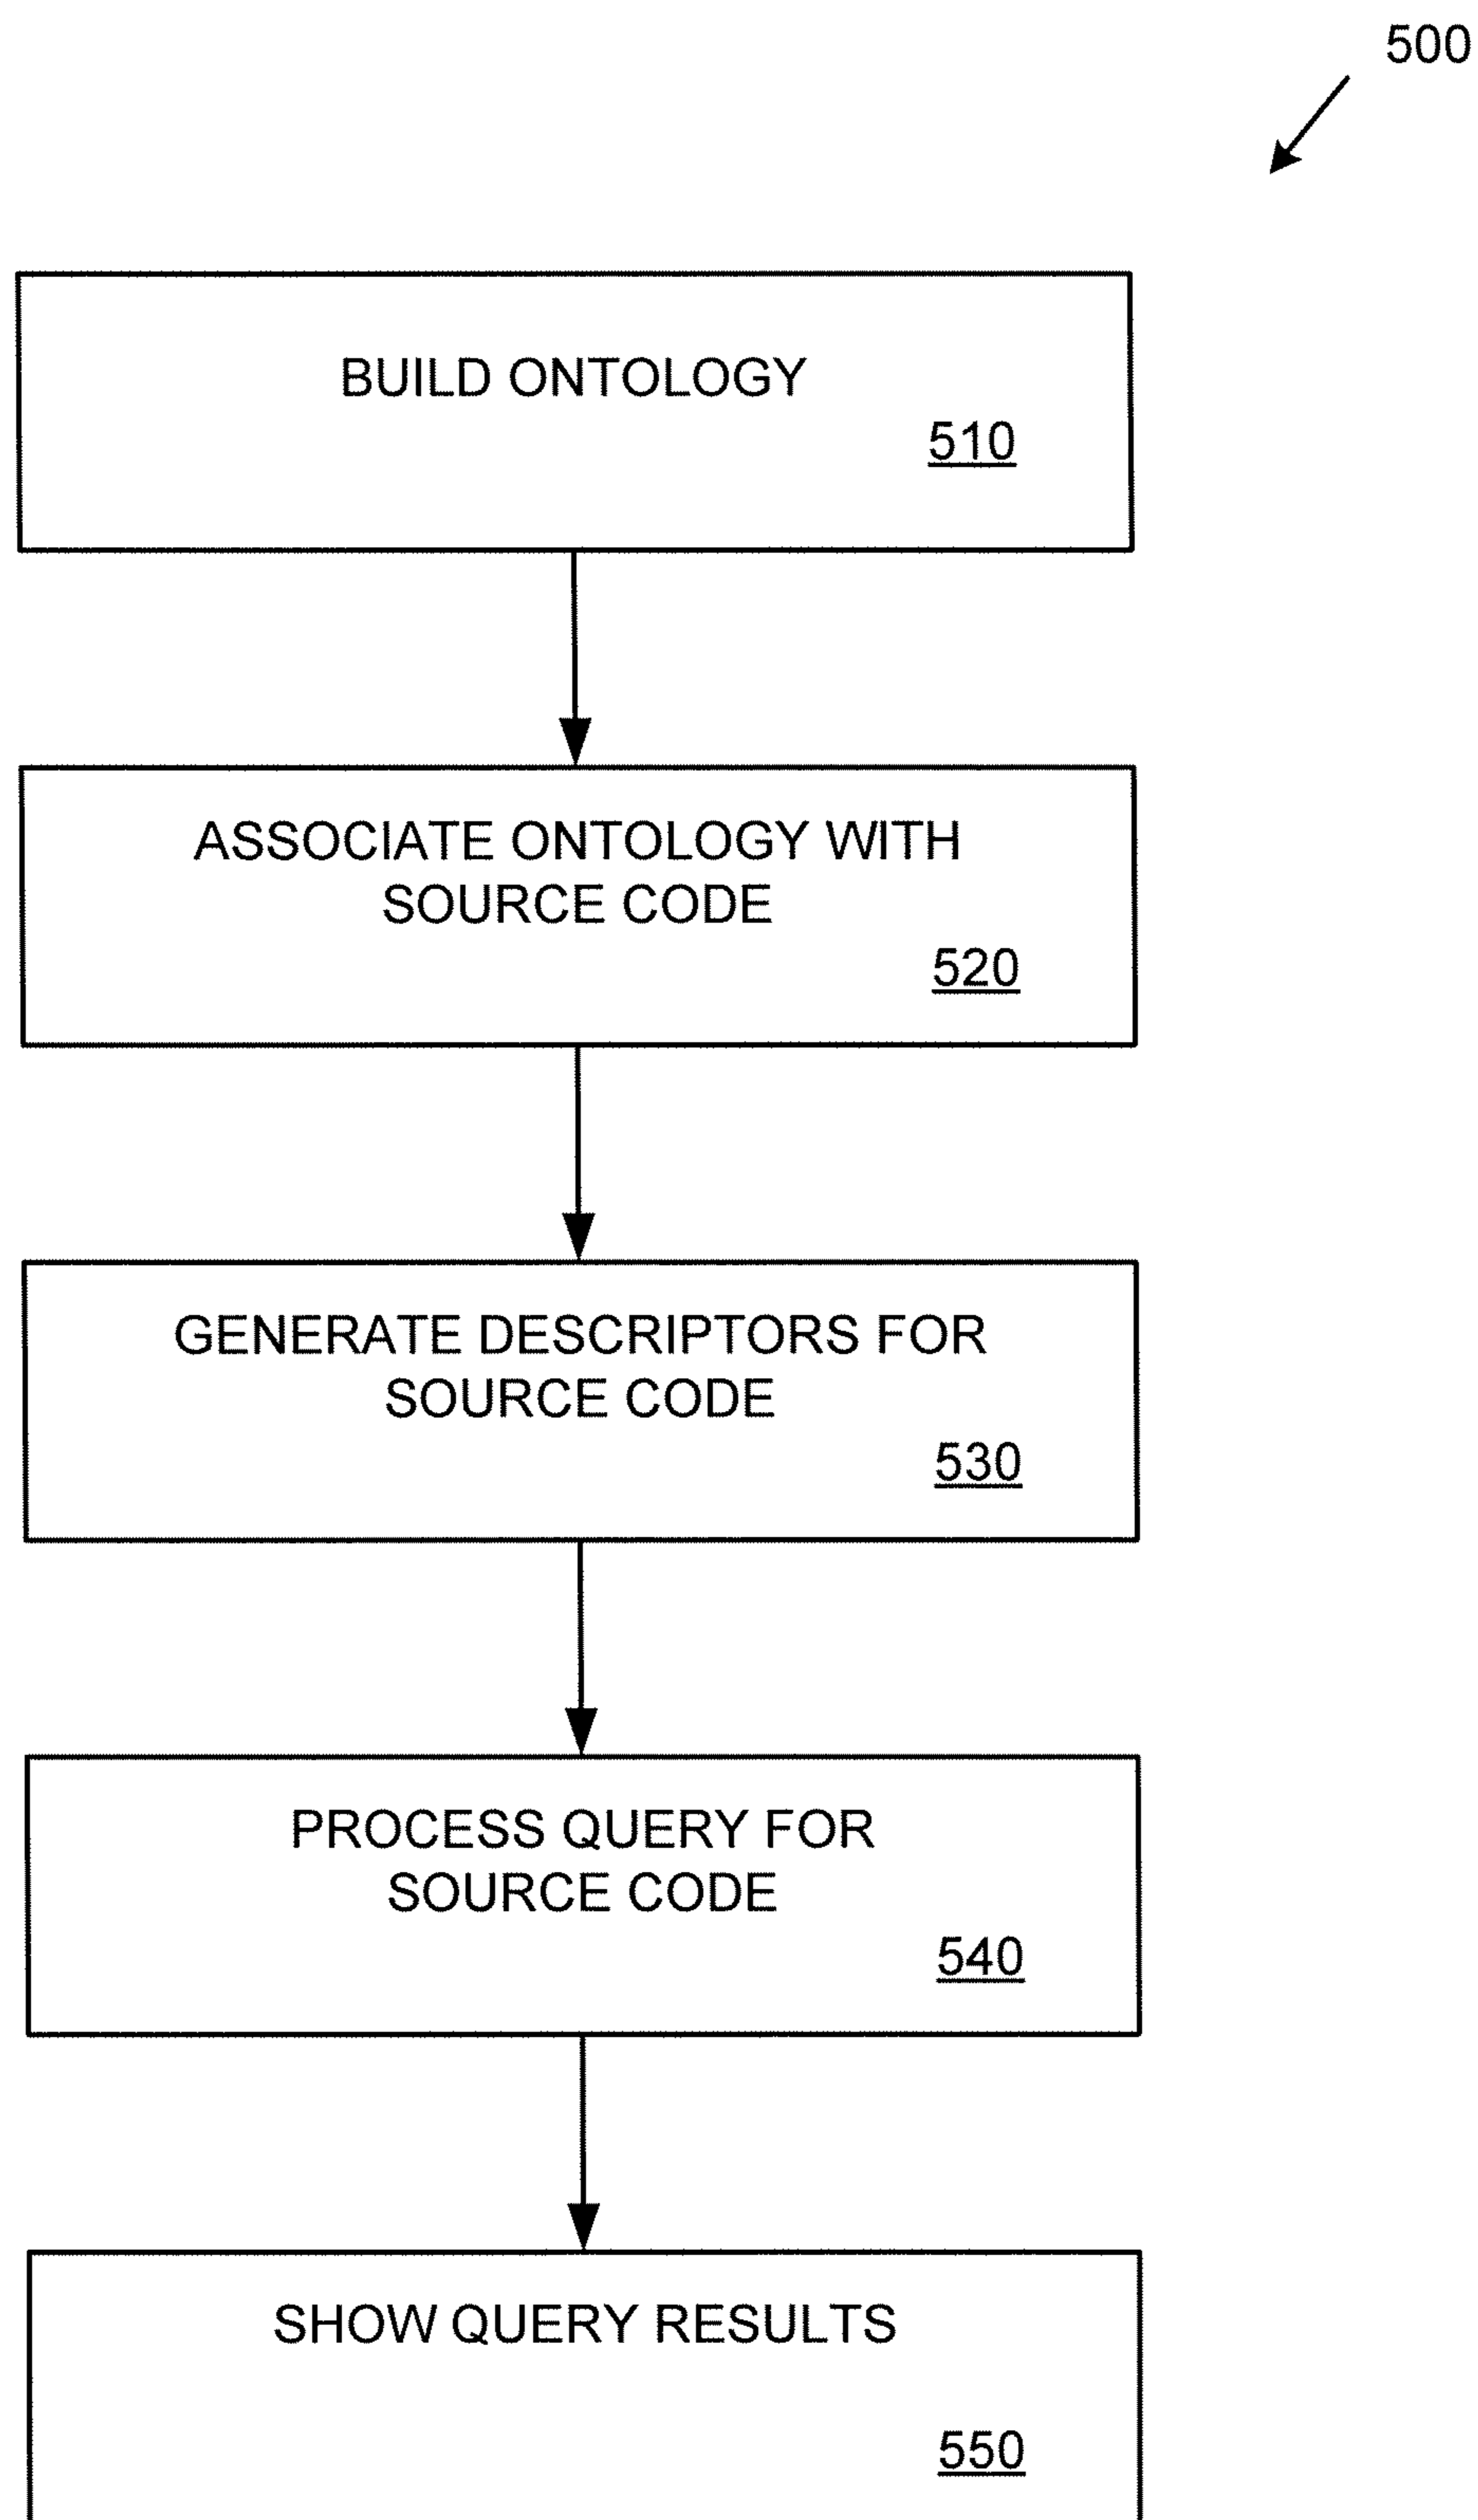 500
BUILD ONTOLOGY
510
ASSOCIATE ONTOLOGY WITH
SOURCE CODE
520
GENERATE DESCRIPTORS FOR
SOURCE CODE
530
PROCESS QUERY FOR
SOURCE CODE
540
SHOW QUERY RESULTS
550